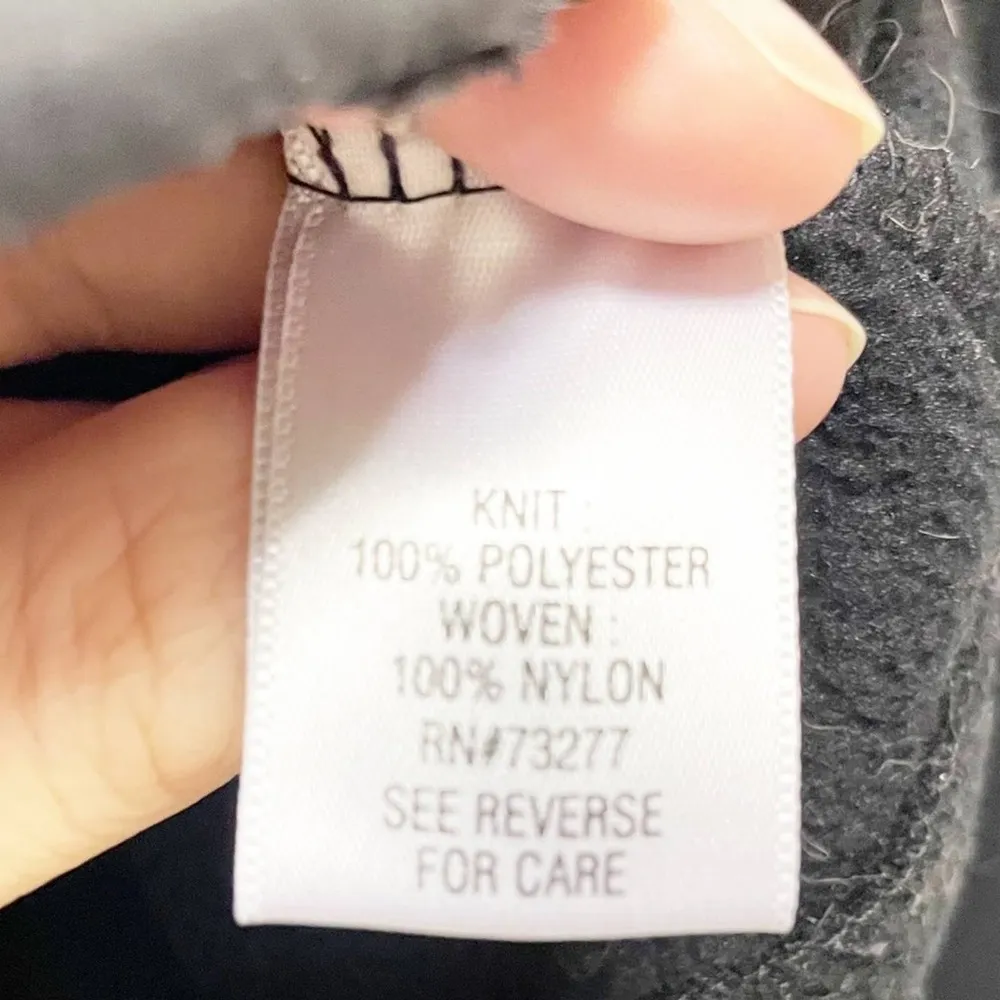 KNIT :
100% POLYESTER
WOVEN :
100% NYLON
RN#73277
SEE REVERSE
FOR CARE